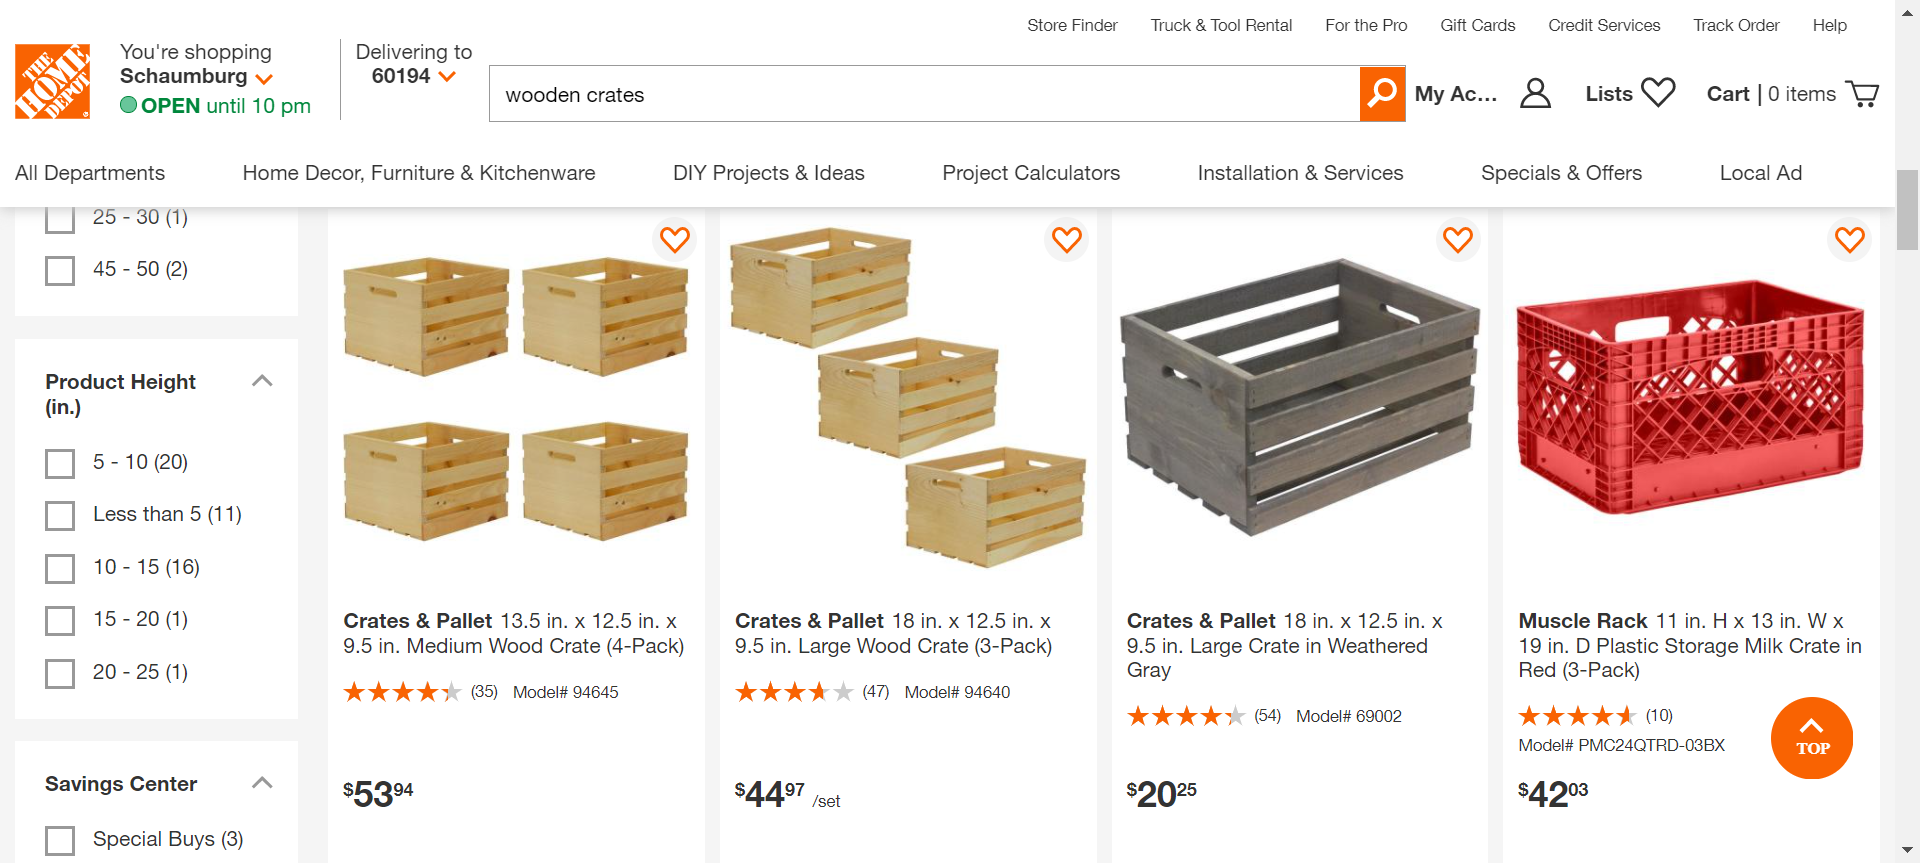 Store Finder
Truck & Tool Rental
For the Pro
Gift Cards
Credit Services
Track Order
Help
THE HOME DEPOT
You're shopping
Schaumburg
OPEN until 10 pm
Delivering to
60194
wooden crates
My Ac...
Lists
Cart | 0 items
All Departments
Home Decor, Furniture & Kitchenware
DIY Projects & Ideas
Project Calculators
Installation & Services
Specials & Offers
Local Ad
25 - 30 (1)
45 - 50 (2)
Product Height
(in.)
5 - 10 (20)
Less than 5 (11)
10 - 15 (16)
15 - 20 (1)
20 - 25 (1)
Savings Center
Special Buys (3)
Crates & Pallet 13.5 in. x 12.5 in. x
9.5 in. Medium Wood Crate (4-Pack)
(35) Model# 94645
$53.94
Crates & Pallet 18 in. x 12.5 in. x
9.5 in. Large Wood Crate (3-Pack)
(47) Model# 94640
$44.97 /set
Crates & Pallet 18 in. x 12.5 in. x
9.5 in. Large Crate in Weathered
Gray
(54) Model# 69002
$20.25
Muscle Rack 11 in. H x 13 in. W x
19 in. D Plastic Storage Milk Crate in
Red (3-Pack)
(10)
Model# PMC24QTRD-03BX
$42.03
TOP